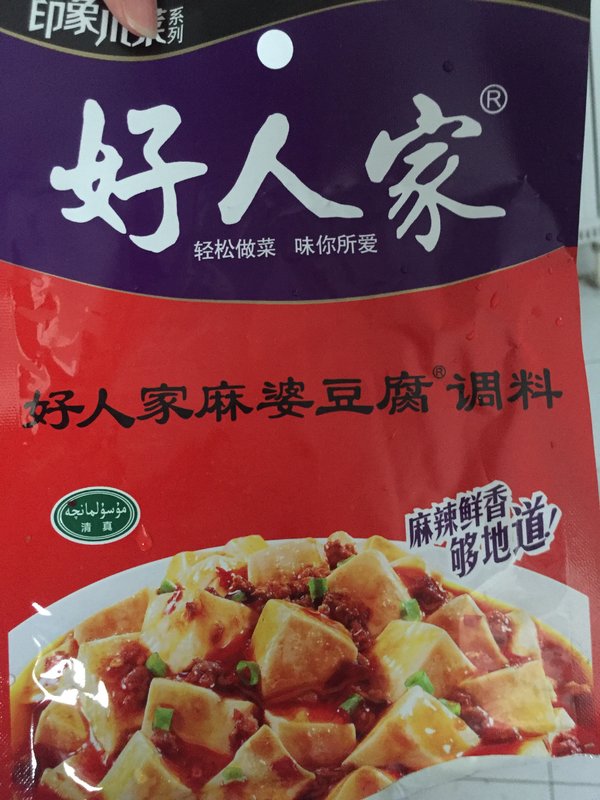 印象川菜系列
好人家®
轻松做菜 味你所爱
好人家麻婆豆腐®调料
مۇسۇلمانچە
清真
麻辣鲜香
够地道!